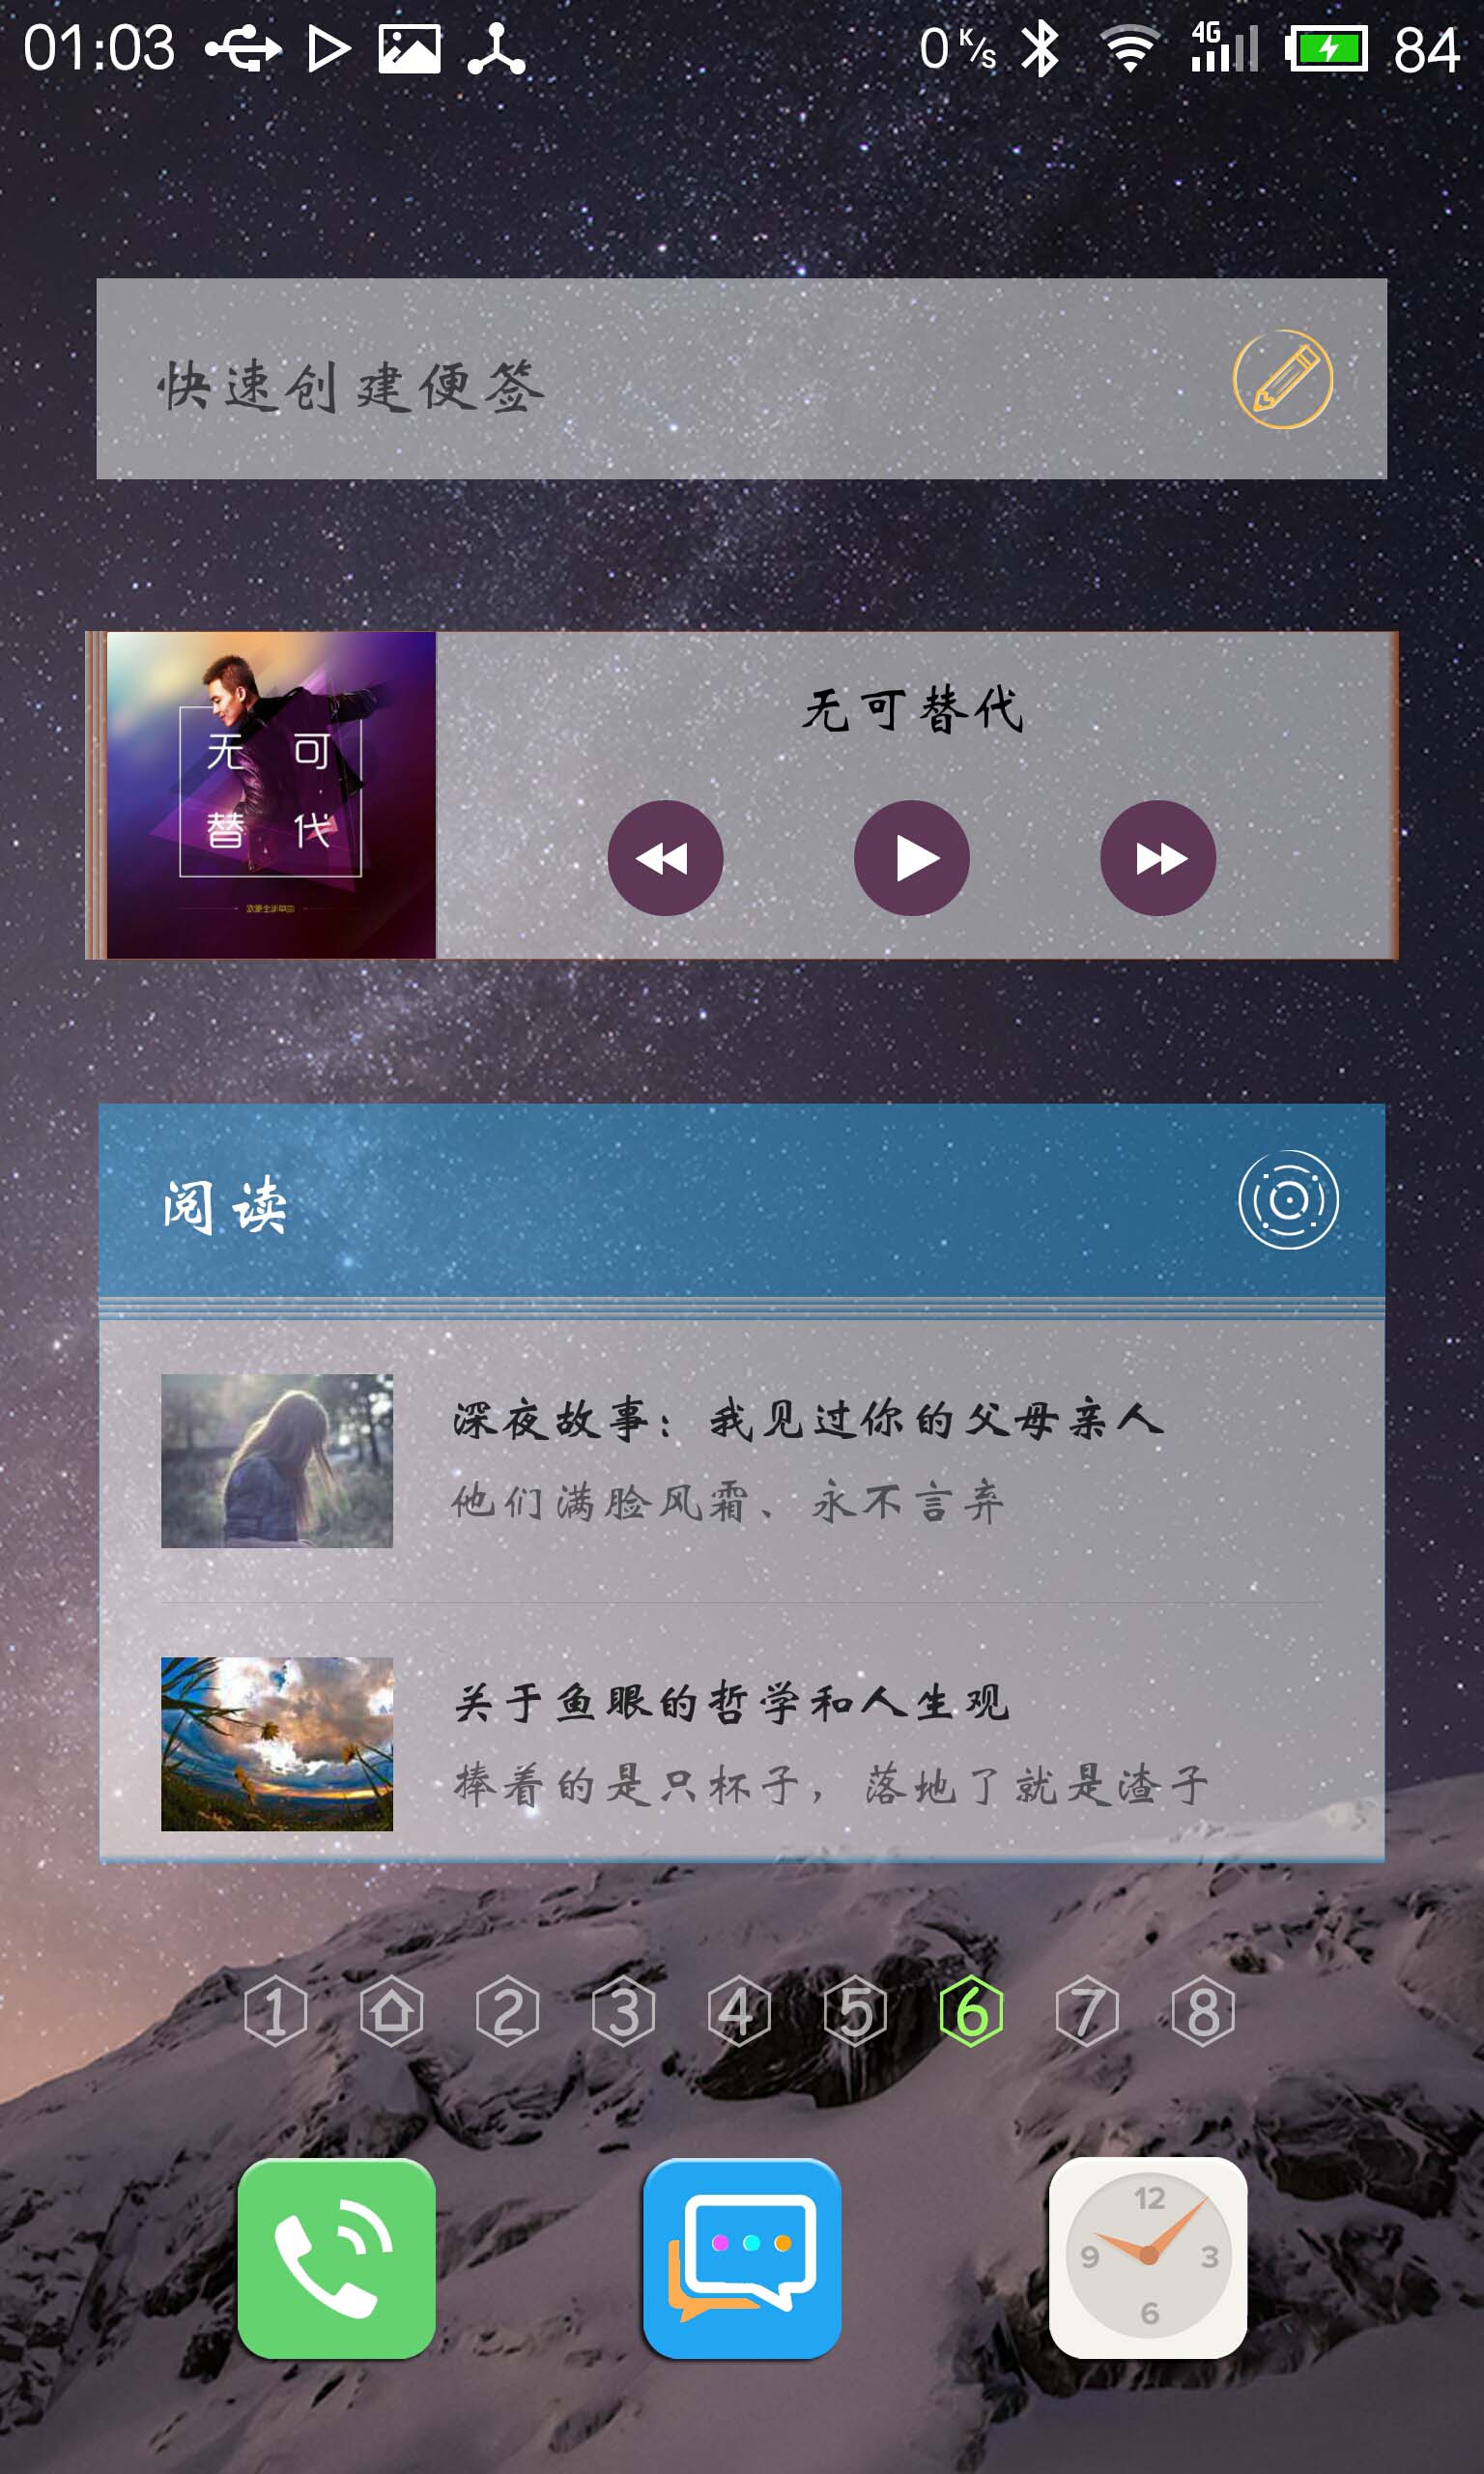 01:03 0 K/s 4G 84
快速创建便签
无可替代
无可
替代
阅读
深夜故事：我见过你的父母亲人
他们满脸风霜、永不言弃
关于鱼眼的哲学和人生观
捧着的是只杯子，落地了就是渣子
1 2 3 4 5 6 7 8
12
9 3
6